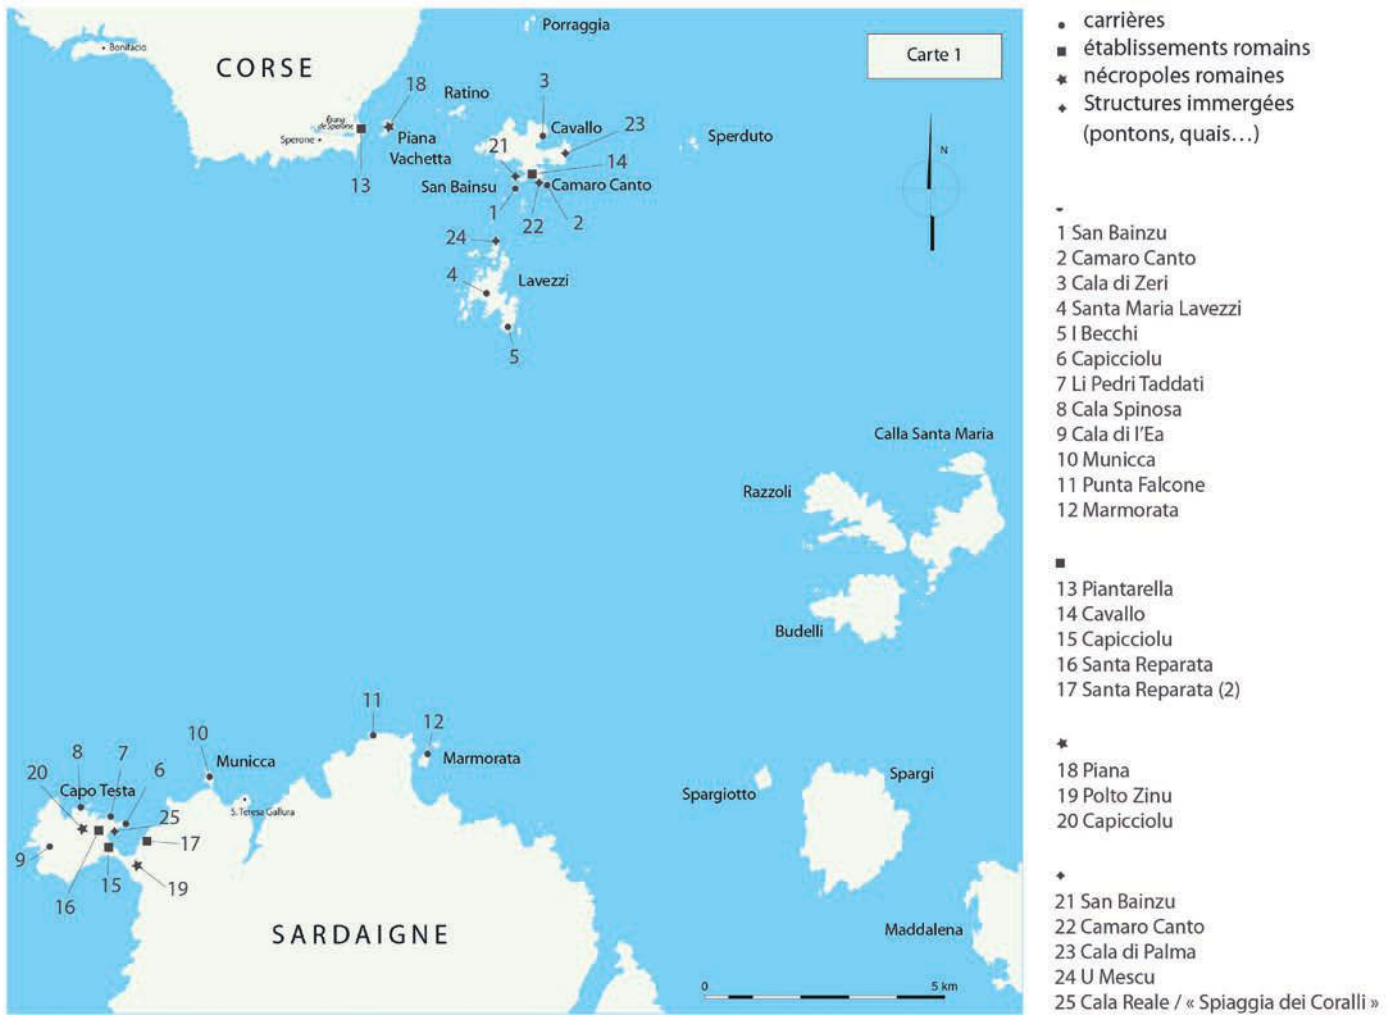 Porraggia
Carte 1
Bonifacio
CORSE
18
Ratino
3
Cavallo
23
Étang
de Sperone
Sperone
Piana
Vachetta
21
14
Sperduto
N
13
San Bainsu
Camaro Canto
1
22
2
24
4
Lavezzi
5
Calla Santa Maria
Razzoli
Budelli
11
10
12
Municca
Marmorata
8
7
6
20
Capo Testa
S. Teresa Gallura
25
17
9
15
19
16
Spargiotto
Spargi
SARDAIGNE
Maddalena
0
5 km
carrières
établissements romains
nécropoles romaines
Structures immergées
(pontons, quais…)
1 San Bainzu
2 Camaro Canto
3 Cala di Zeri
4 Santa Maria Lavezzi
5 I Becchi
6 Capicciolu
7 Li Pedri Taddati
8 Cala Spinosa
9 Cala di l'Ea
10 Municca
11 Punta Falcone
12 Marmorata
13 Piantarella
14 Cavallo
15 Capicciolu
16 Santa Reparata
17 Santa Reparata (2)
18 Piana
19 Polto Zinu
20 Capicciolu
21 San Bainzu
22 Camaro Canto
23 Cala di Palma
24 U Mescu
25 Cala Reale / « Spiaggia dei Coralli »